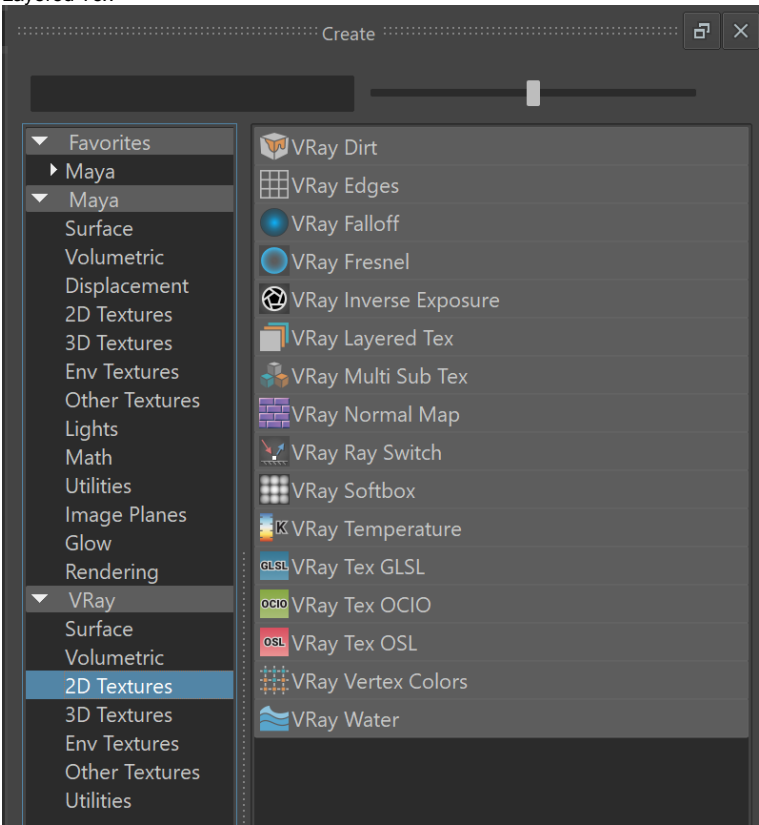 Create
Favorites
Maya
Maya
Surface
Volumetric
Displacement
2D Textures
3D Textures
Env Textures
Other Textures
Lights
Math
Utilities
Image Planes
Glow
Rendering
VRay
Surface
Volumetric
2D Textures
3D Textures
Env Textures
Other Textures
Utilities
VRay Dirt
VRay Edges
VRay Falloff
VRay Fresnel
VRay Inverse Exposure
VRay Layered Tex
VRay Multi Sub Tex
VRay Normal Map
VRay Ray Switch
VRay Softbox
K VRay Temperature
GLSL VRay Tex GLSL
OCIO VRay Tex OCIO
OSL VRay Tex OSL
VRay Vertex Colors
VRay Water